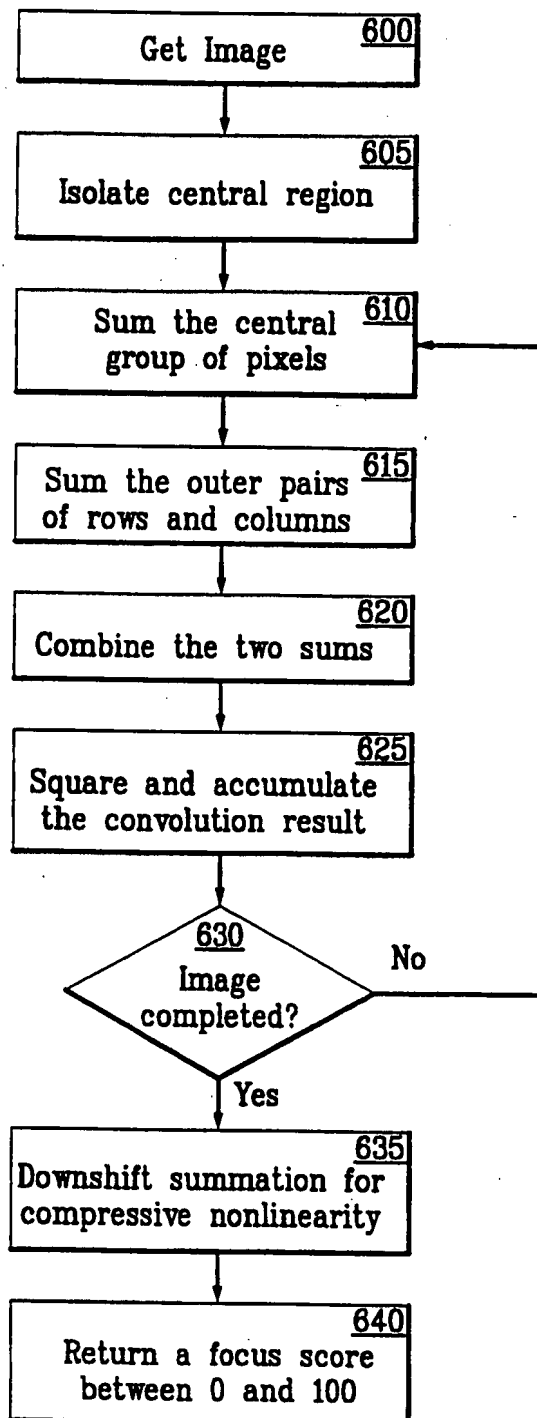 600
Get Image
605
Isolate central region
610
Sum the central
group of pixels
615
Sum the outer pairs
of rows and columns
620
Combine the two sums
625
Square and accumulate
the convolution result
630
Image
completed?
No
Yes
635
Downshift summation for
compressive nonlinearity
640
Return a focus score
between 0 and 100